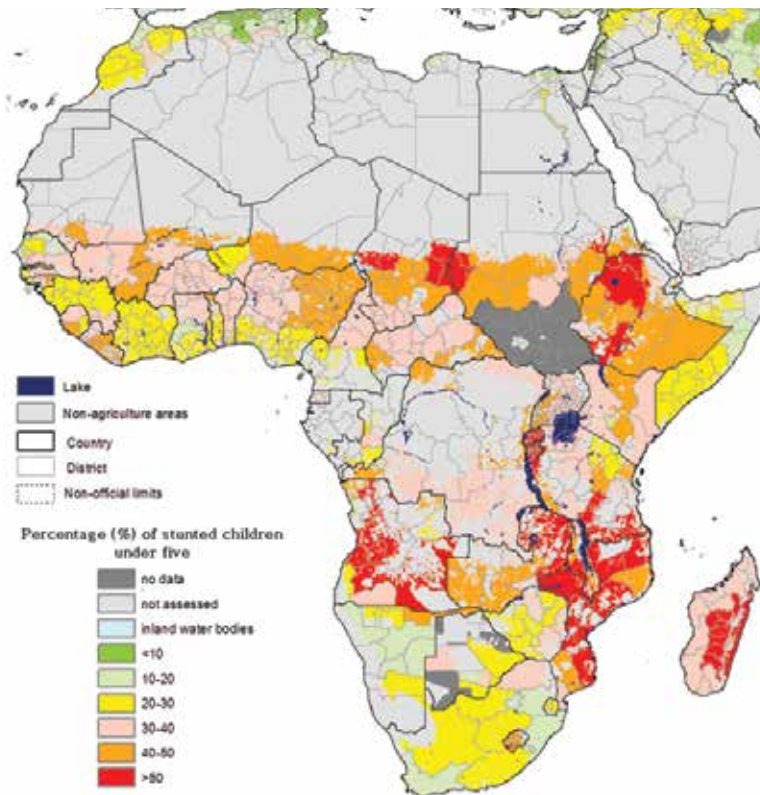 Lake
Non-agriculture areas
Country
District
Non-official limits
Percentage (%) of stunted children
under five
no data
not assessed
inland water bodies
<10
10-20
20-30
30-40
40-50
>50